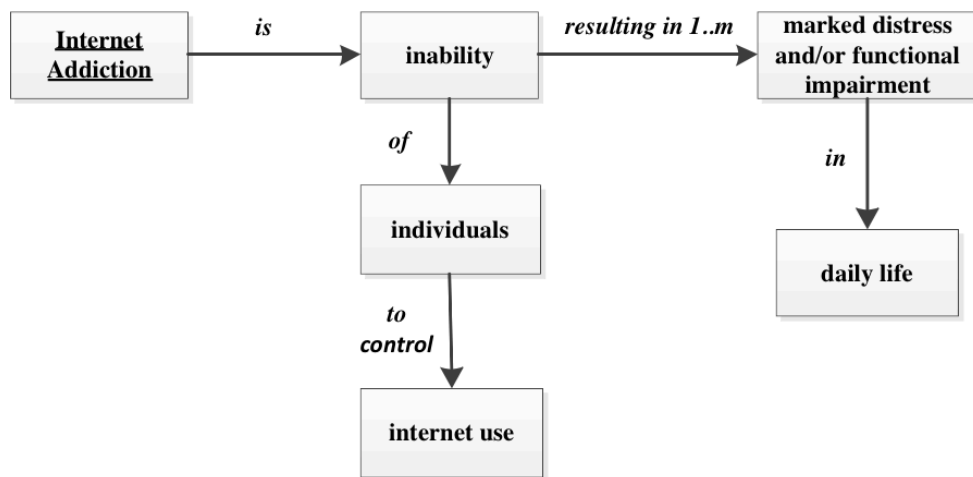 Internet
Addiction
is
inability
resulting in 1..m
marked distress
and/or functional
impairment
of
in
individuals
daily life
to
control
internet use